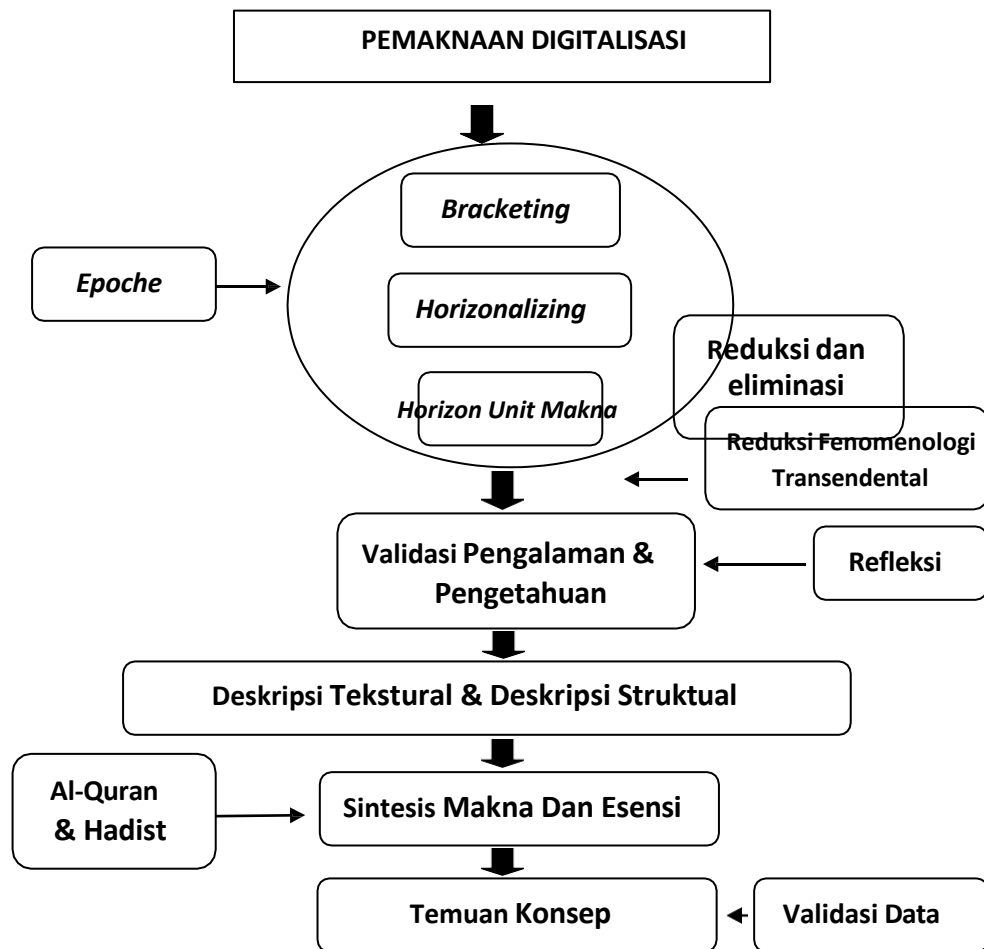 PEMAKNAAN DIGITALISASI
Bracketing
Epoche
Horizonalizing
Reduksi dan
eliminasi
Horizon Unit Makna
Reduksi Fenomenologi
Transendental
Validasi Pengalaman &
Pengetahuan
Refleksi
Deskripsi Tekstural & Deskripsi Struktual
Al-Quran
& Hadist
Sintesis Makna Dan Esensi
Temuan Konsep
Validasi Data